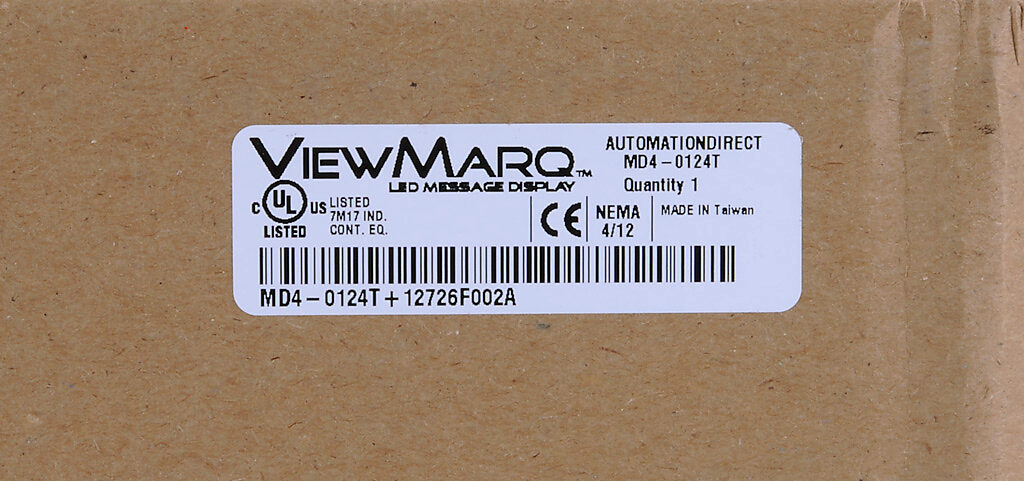 VIEWMARQ™
LED MESSAGE DISPLAY
AUTOMATIONDIRECT
MD4-0124T
Quantity 1
C UL US
LISTED
LISTED
7M17 IND.
CONT. EQ.
CE
NEMA
4/12
MADE IN Taiwan
MD4-0124T+12726F002A